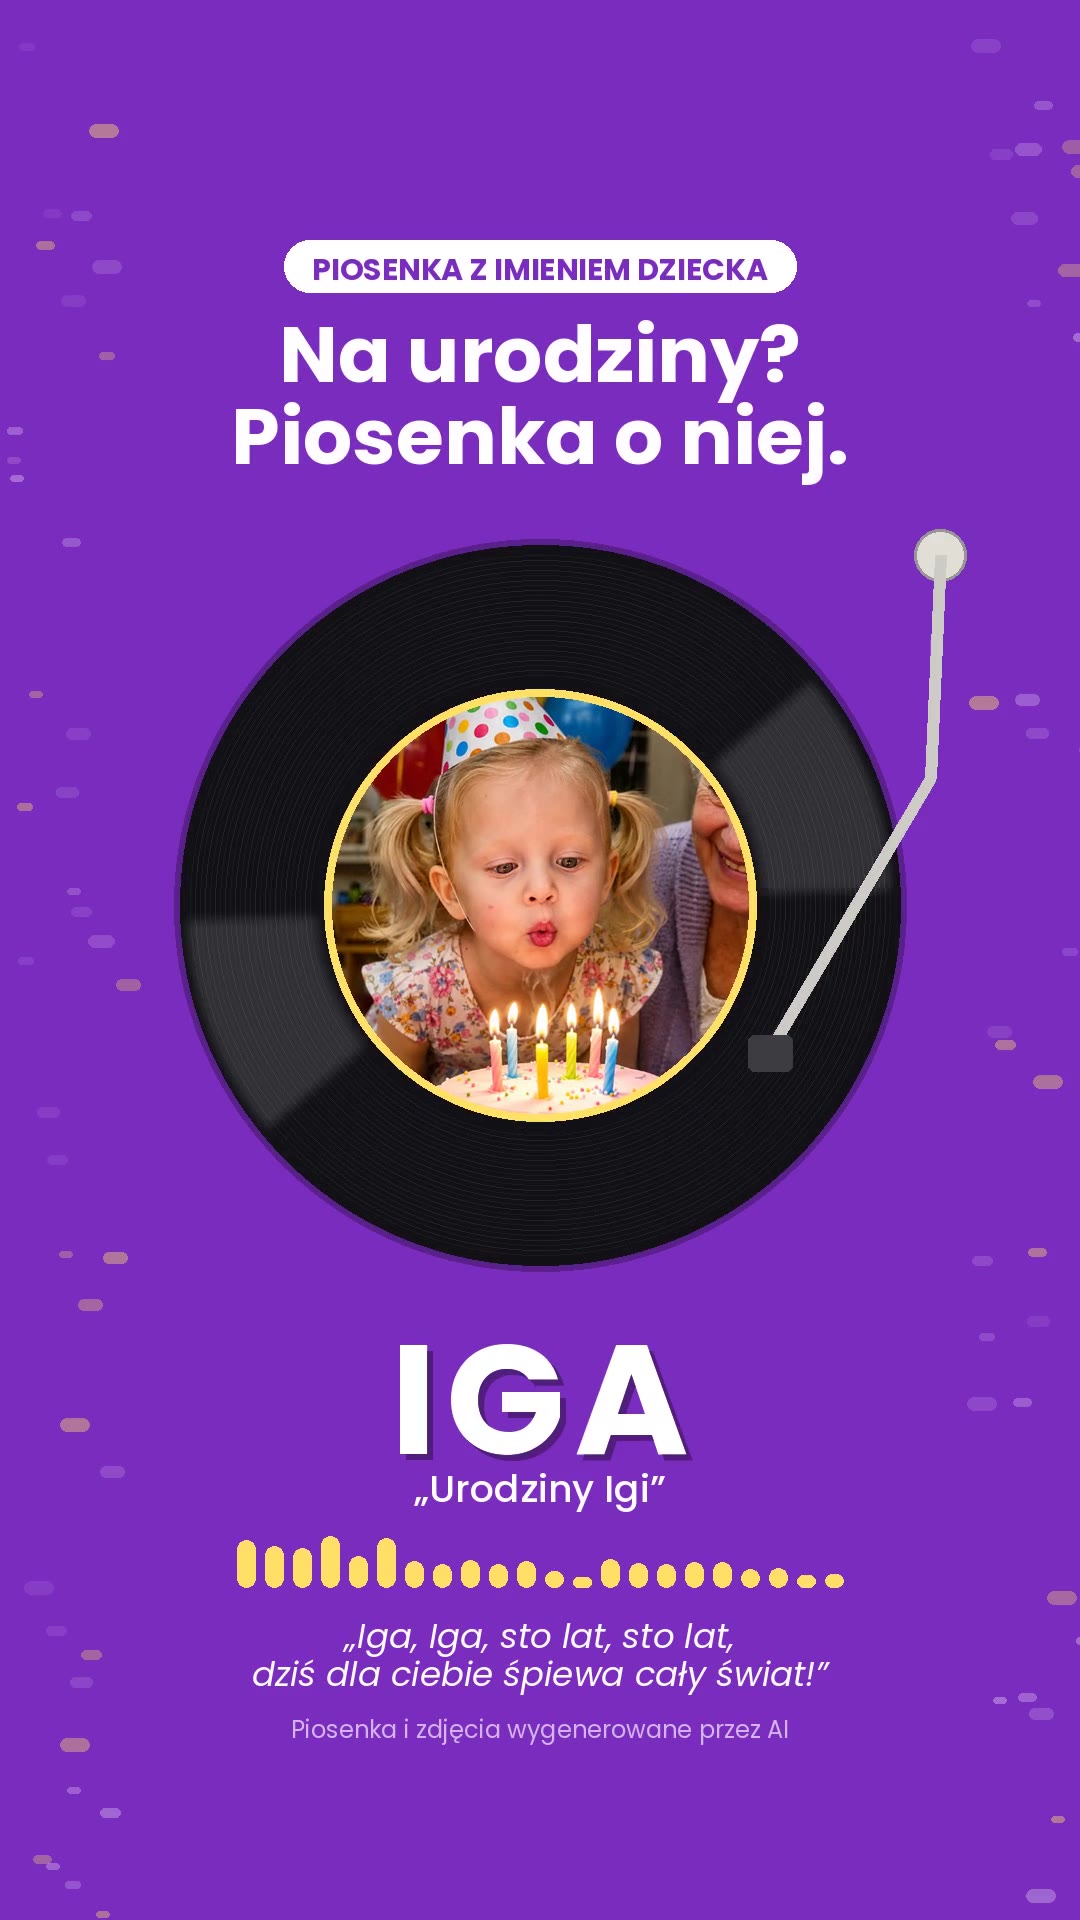 PIOSENKA Z IMIENIEM DZIECKA
Na urodziny?
Piosenka o niej.
IGA
„Urodziny Igi”
„Iga, Iga, sto lat, sto lat,
dziś dla ciebie śpiewa cały świat!”
Piosenka i zdjęcia wygenerowane przez AI